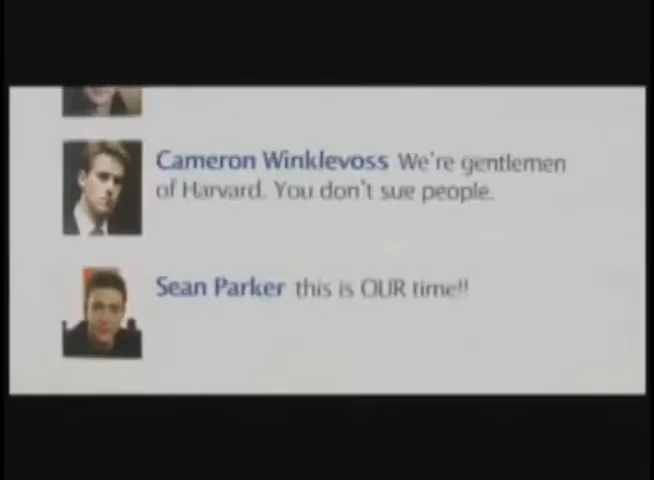 Cameron Winklevoss We're gentlemen
of Harvard. You don't sue people.
Sean Parker this is OUR time!!